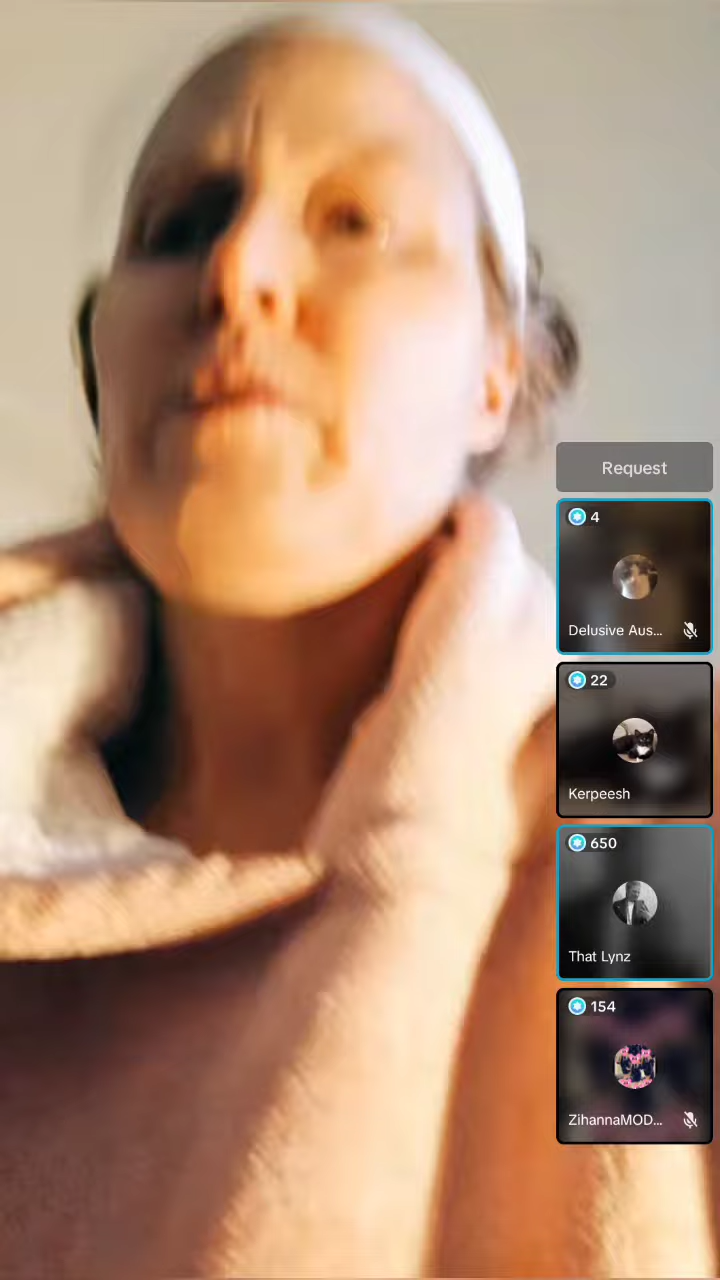 Request
4
Delusive Aus...
22
Kerpeesh
650
That Lynz
154
ZihannaMOD...